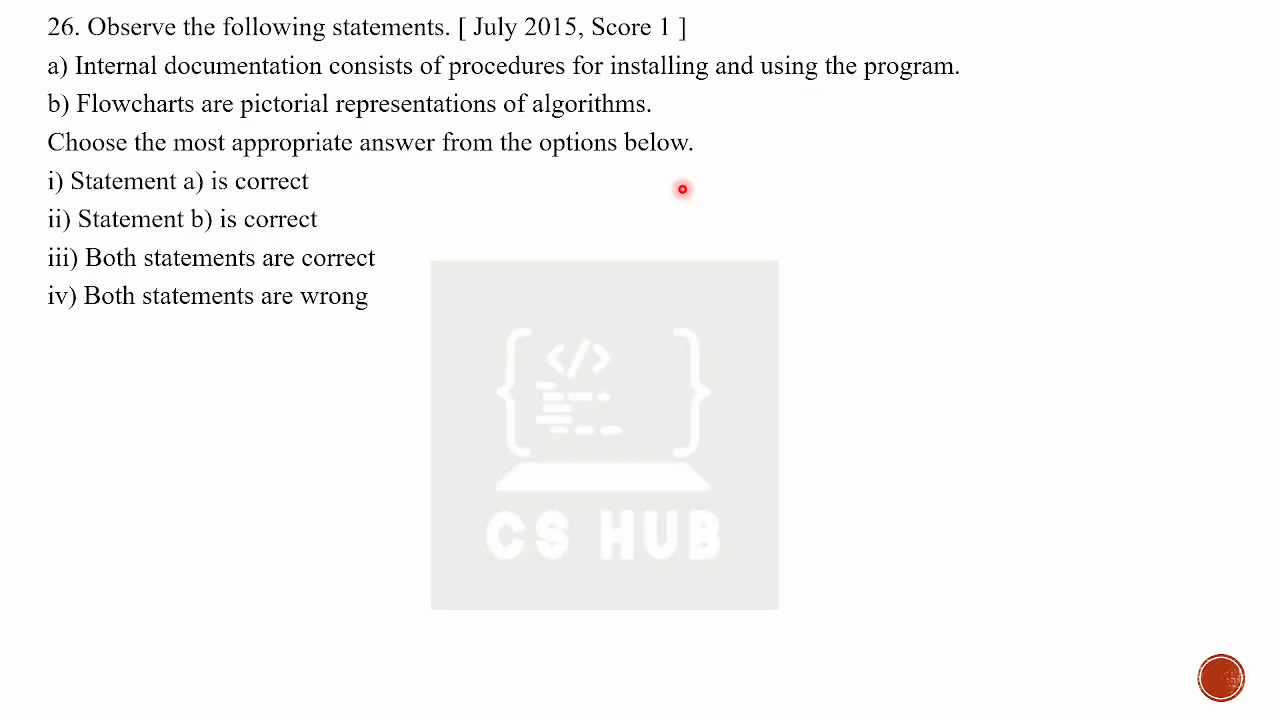 26. Observe the following statements. [ July 2015, Score 1 ]
a) Internal documentation consists of procedures for installing and using the program.
b) Flowcharts are pictorial representations of algorithms.
Choose the most appropriate answer from the options below.
i) Statement a) is correct
ii) Statement b) is correct
iii) Both statements are correct
iv) Both statements are wrong
</>
CS HUB